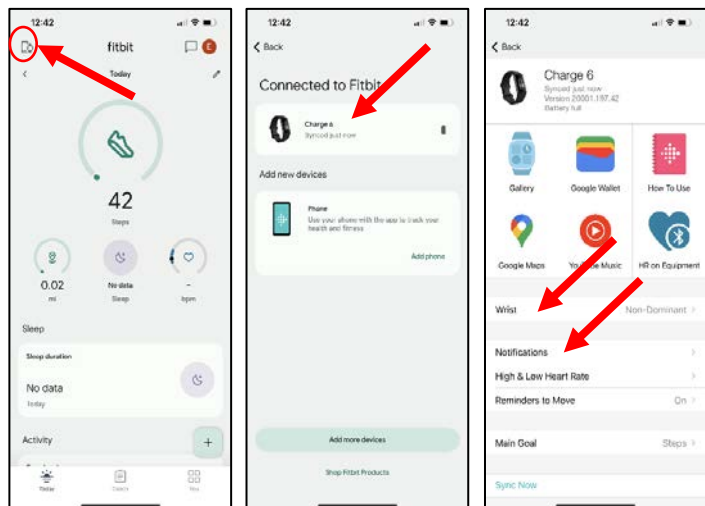 12:42
fitbit
E
Today
42
Steps
0.02
mi
No data
Sleep
-
bpm
Sleep
Sleep duration
No data
Today
Activity
+
Today
Coach
You
12:42
Back
Connected to Fitbit
Charge 6
Synced just now
Add new devices
Phone
Use your phone with the app to track your
health and fitness
Add phone
Add more devices
Shop Fitbit Products
12:42
Back
Charge 6
Synced just now
Version 20001.197.42
Battery full
Gallery
Google Wallet
How To Use
Google Maps
YouTube Music
HR on Equipment
Wrist
Non-Dominant
Notifications
High & Low Heart Rate
Reminders to Move
On
Main Goal
Steps
Sync Now